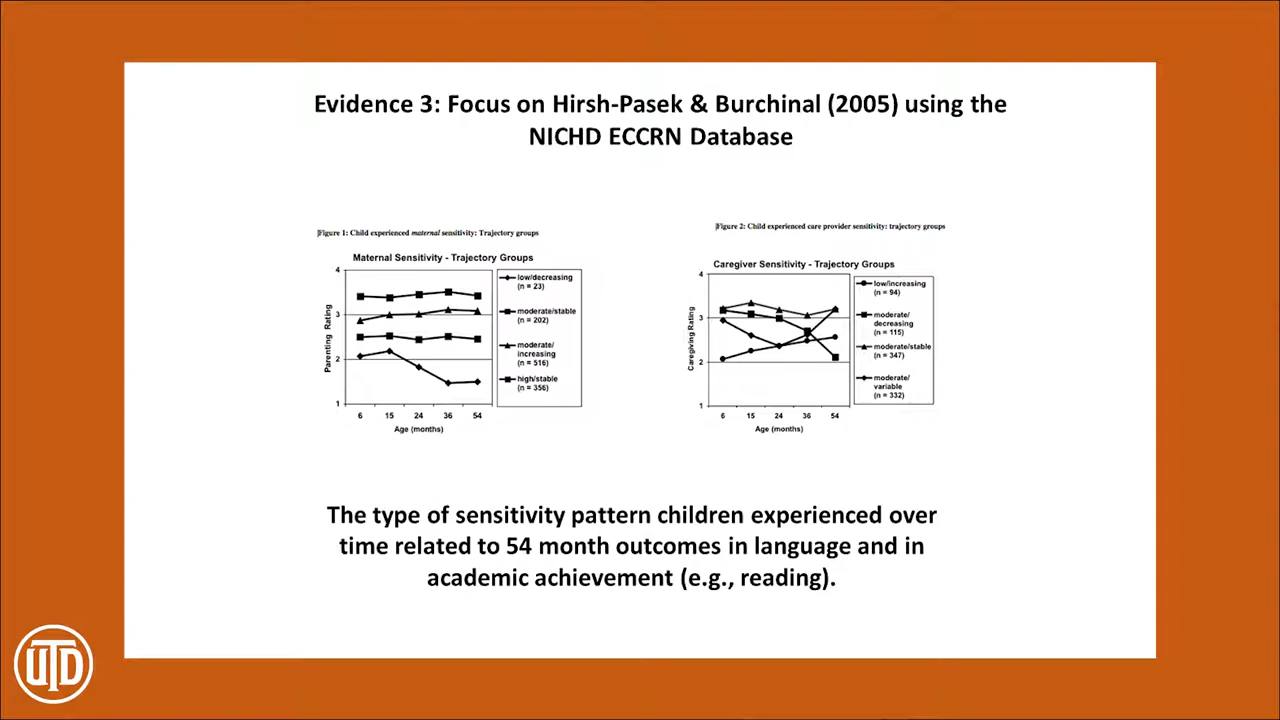 Evidence 3: Focus on Hirsh-Pasek & Burchinal (2005) using the
NICHD ECCRN Database
Figure 1: Child experienced maternal sensitivity: Trajectory groups
Maternal Sensitivity - Trajectory Groups
4
3
2
1
Parenting Rating
6 15 24 36 54
Age (months)
low/decreasing
(n = 23)
moderate/stable
(n = 202)
moderate/
increasing
(n = 516)
high/stable
(n = 356)
Figure 2: Child experienced care provider sensitivity: trajectory groups
Caregiver Sensitivity - Trajectory Groups
4
3
2
1
Caregiving Rating
6 15 24 36 54
Age (months)
low/increasing
(n = 94)
moderate/
decreasing
(n = 115)
moderate/stable
(n = 347)
moderate/
variable
(n = 332)
The type of sensitivity pattern children experienced over
time related to 54 month outcomes in language and in
academic achievement (e.g., reading).
UTD